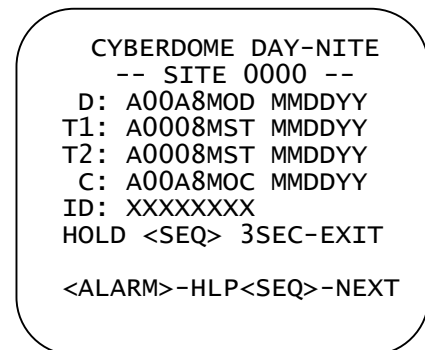 CYBERDOME DAY-NITE
-- SITE 0000 --
D: A00A8MOD MMDDYY
T1: A0008MST MMDDYY
T2: A0008MST MMDDYY
C: A00A8MOC MMDDYY
ID: XXXXXXXX
HOLD <SEQ> 3SEC-EXIT
<ALARM>-HLP<SEQ>-NEXT